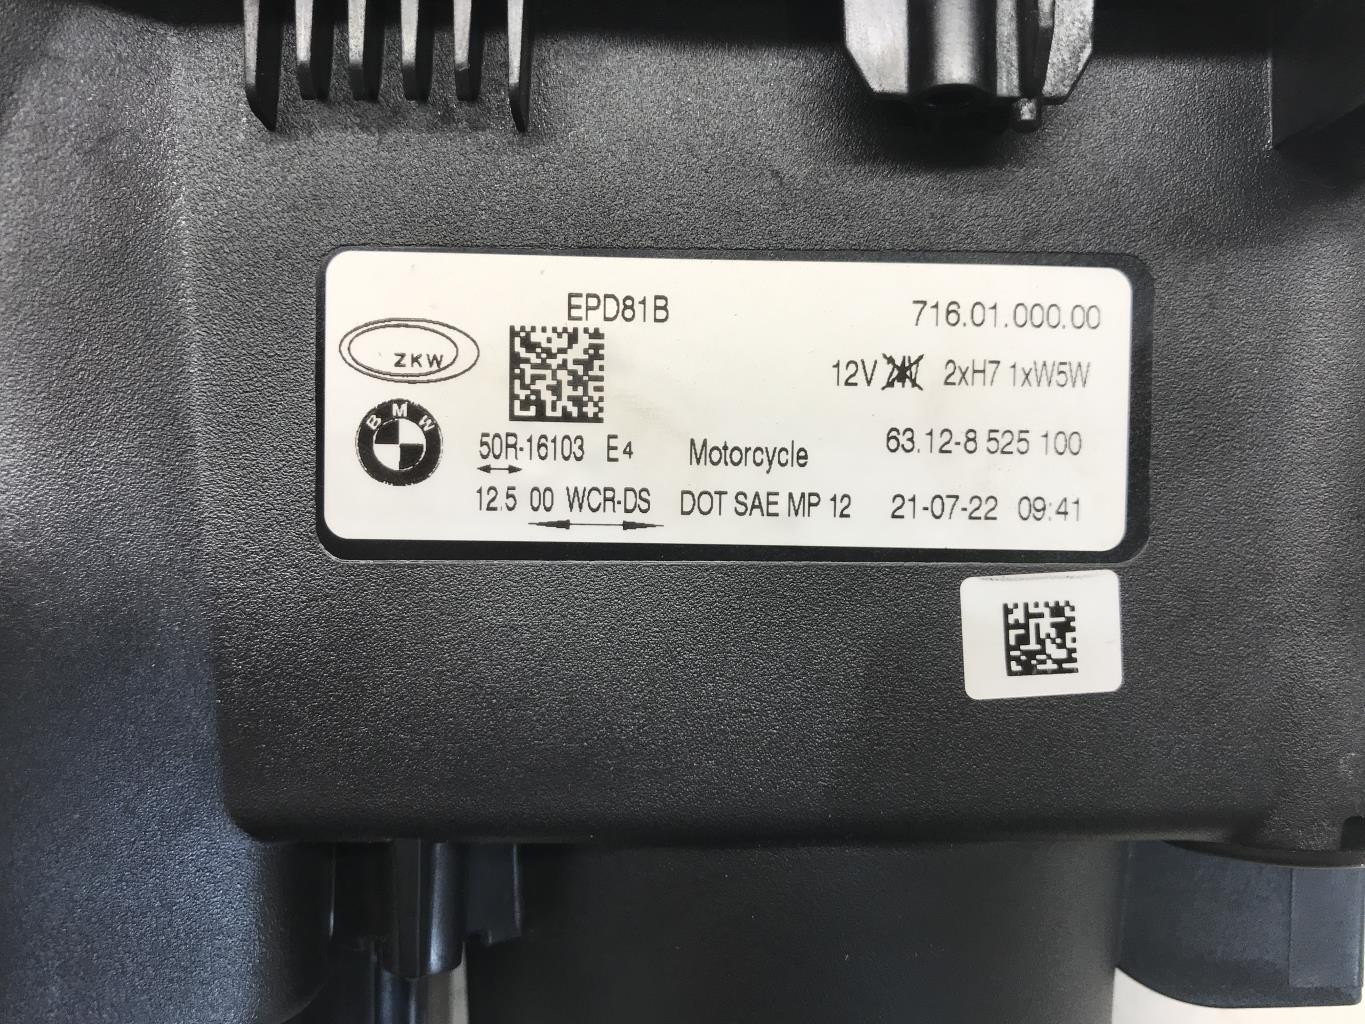 EPD81B 716.01.000.00
ZKW
12V 24V 2xH7 1xW5W
BMW
50R-16103 E4 Motorcycle 63.12-8 525 100
12.5 00 WCR-DS DOT SAE MP 12 21-07-22 09:41